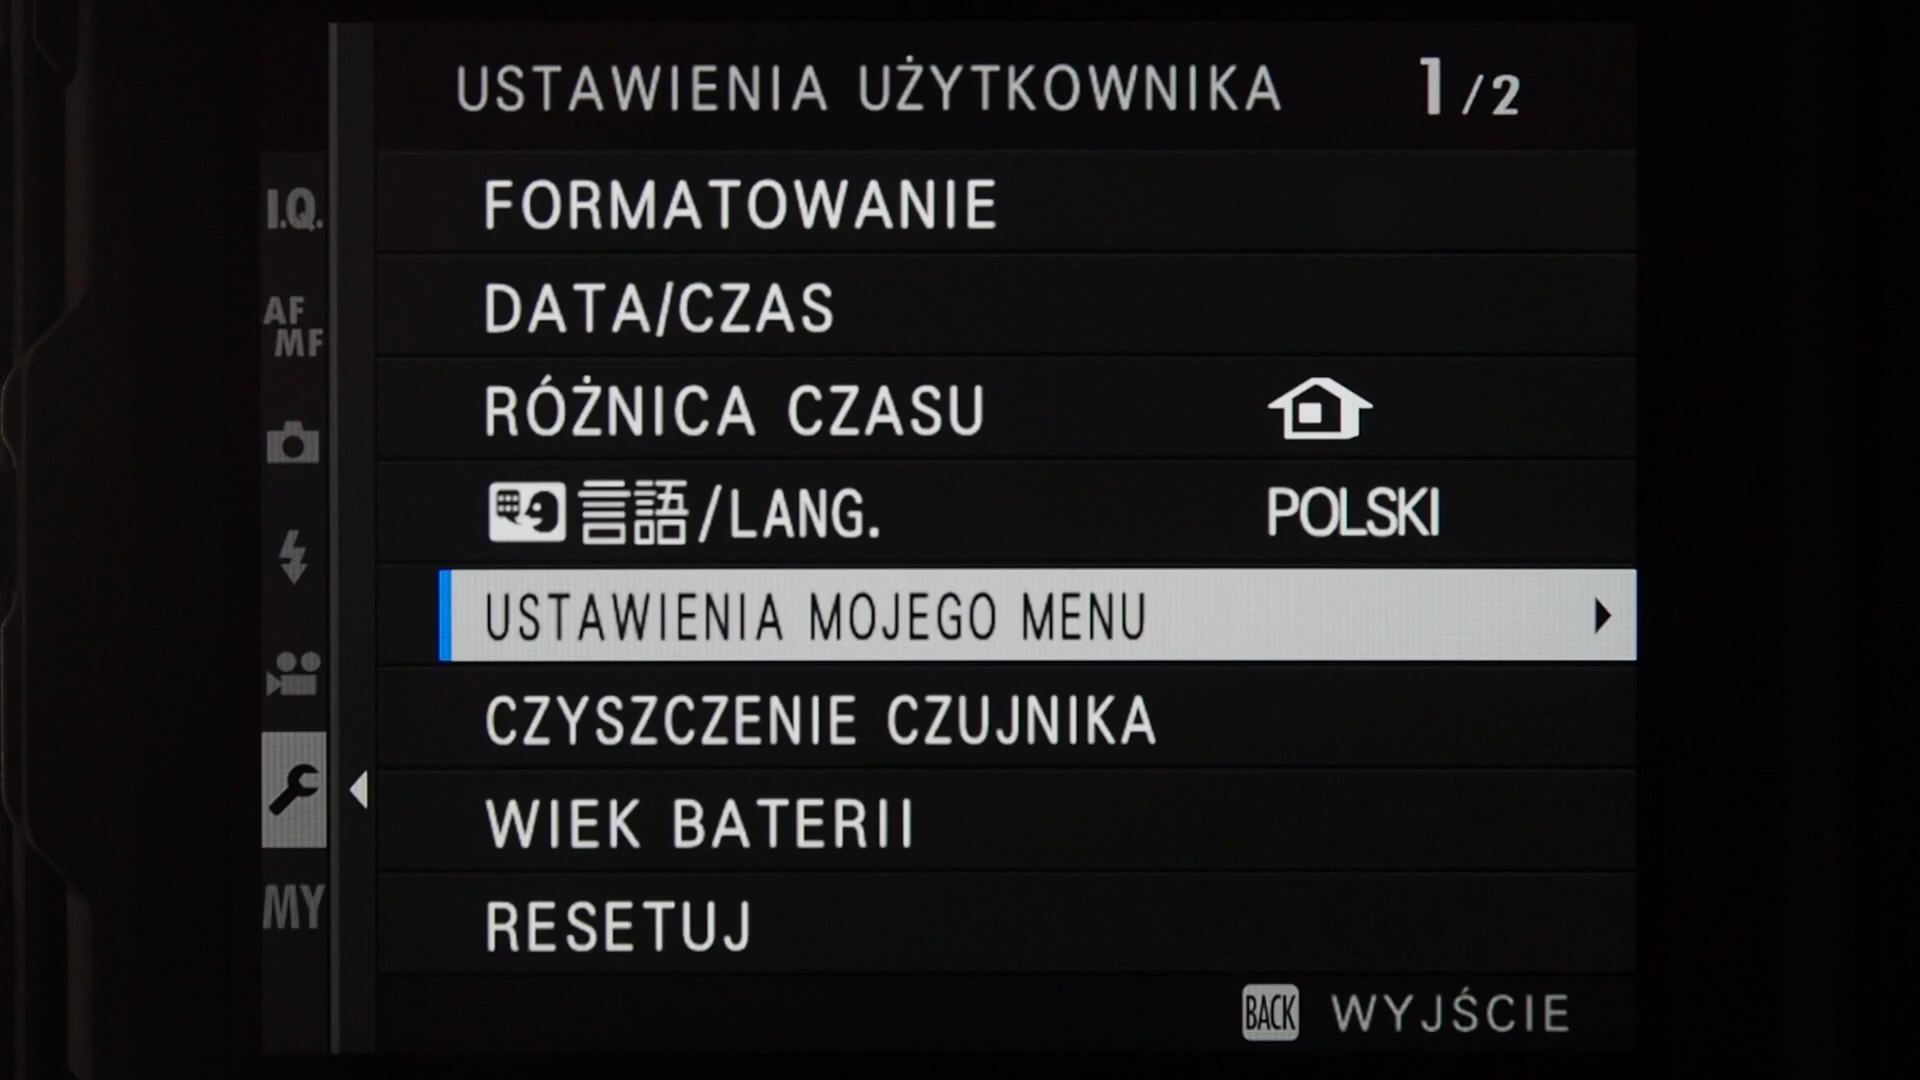 USTAWIENIA UŻYTKOWNIKA 1/2
I.Q.
AF
MF
MY
FORMATOWANIE
DATA/CZAS
RÓŻNICA CZASU
言語/LANG. POLSKI
USTAWIENIA MOJEGO MENU
CZYSZCZENIE CZUJNIKA
WIEK BATERII
RESETUJ
BACK WYJŚCIE